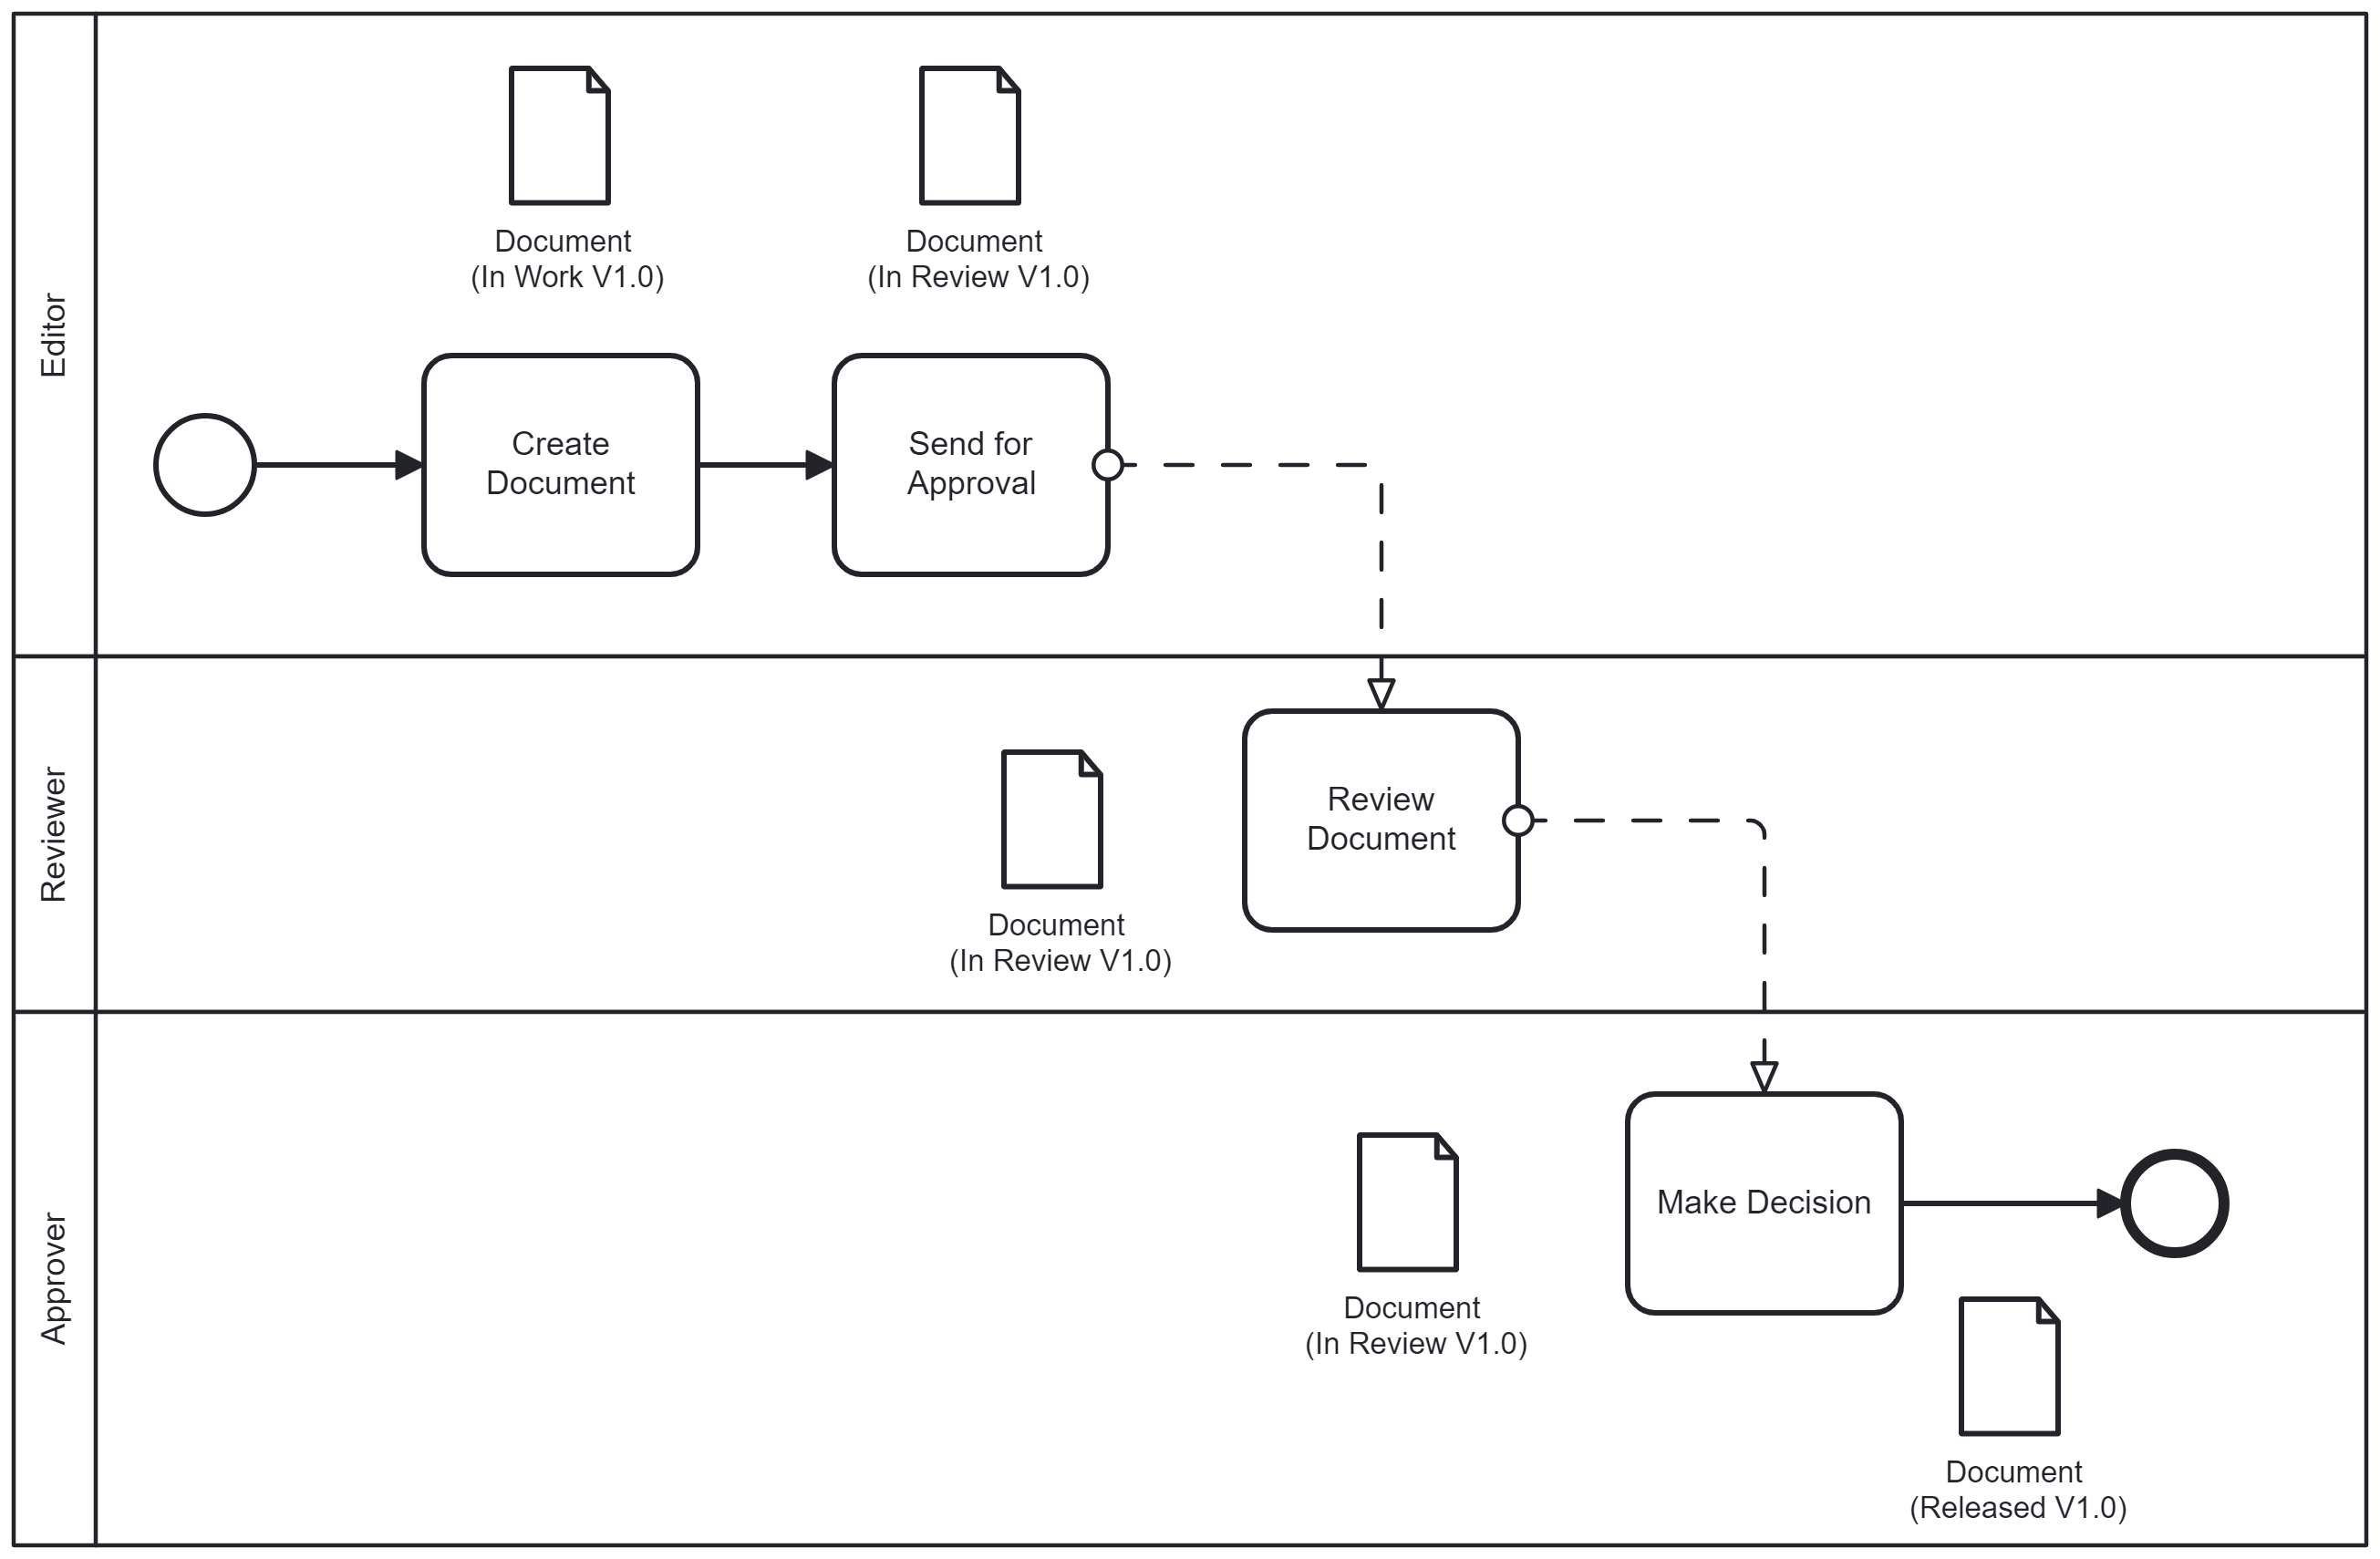 Editor
Document
(In Work V1.0)
Document
(In Review V1.0)
Create
Document
Send for
Approval
Reviewer
Document
(In Review V1.0)
Review
Document
Approver
Document
(In Review V1.0)
Make Decision
Document
(Released V1.0)